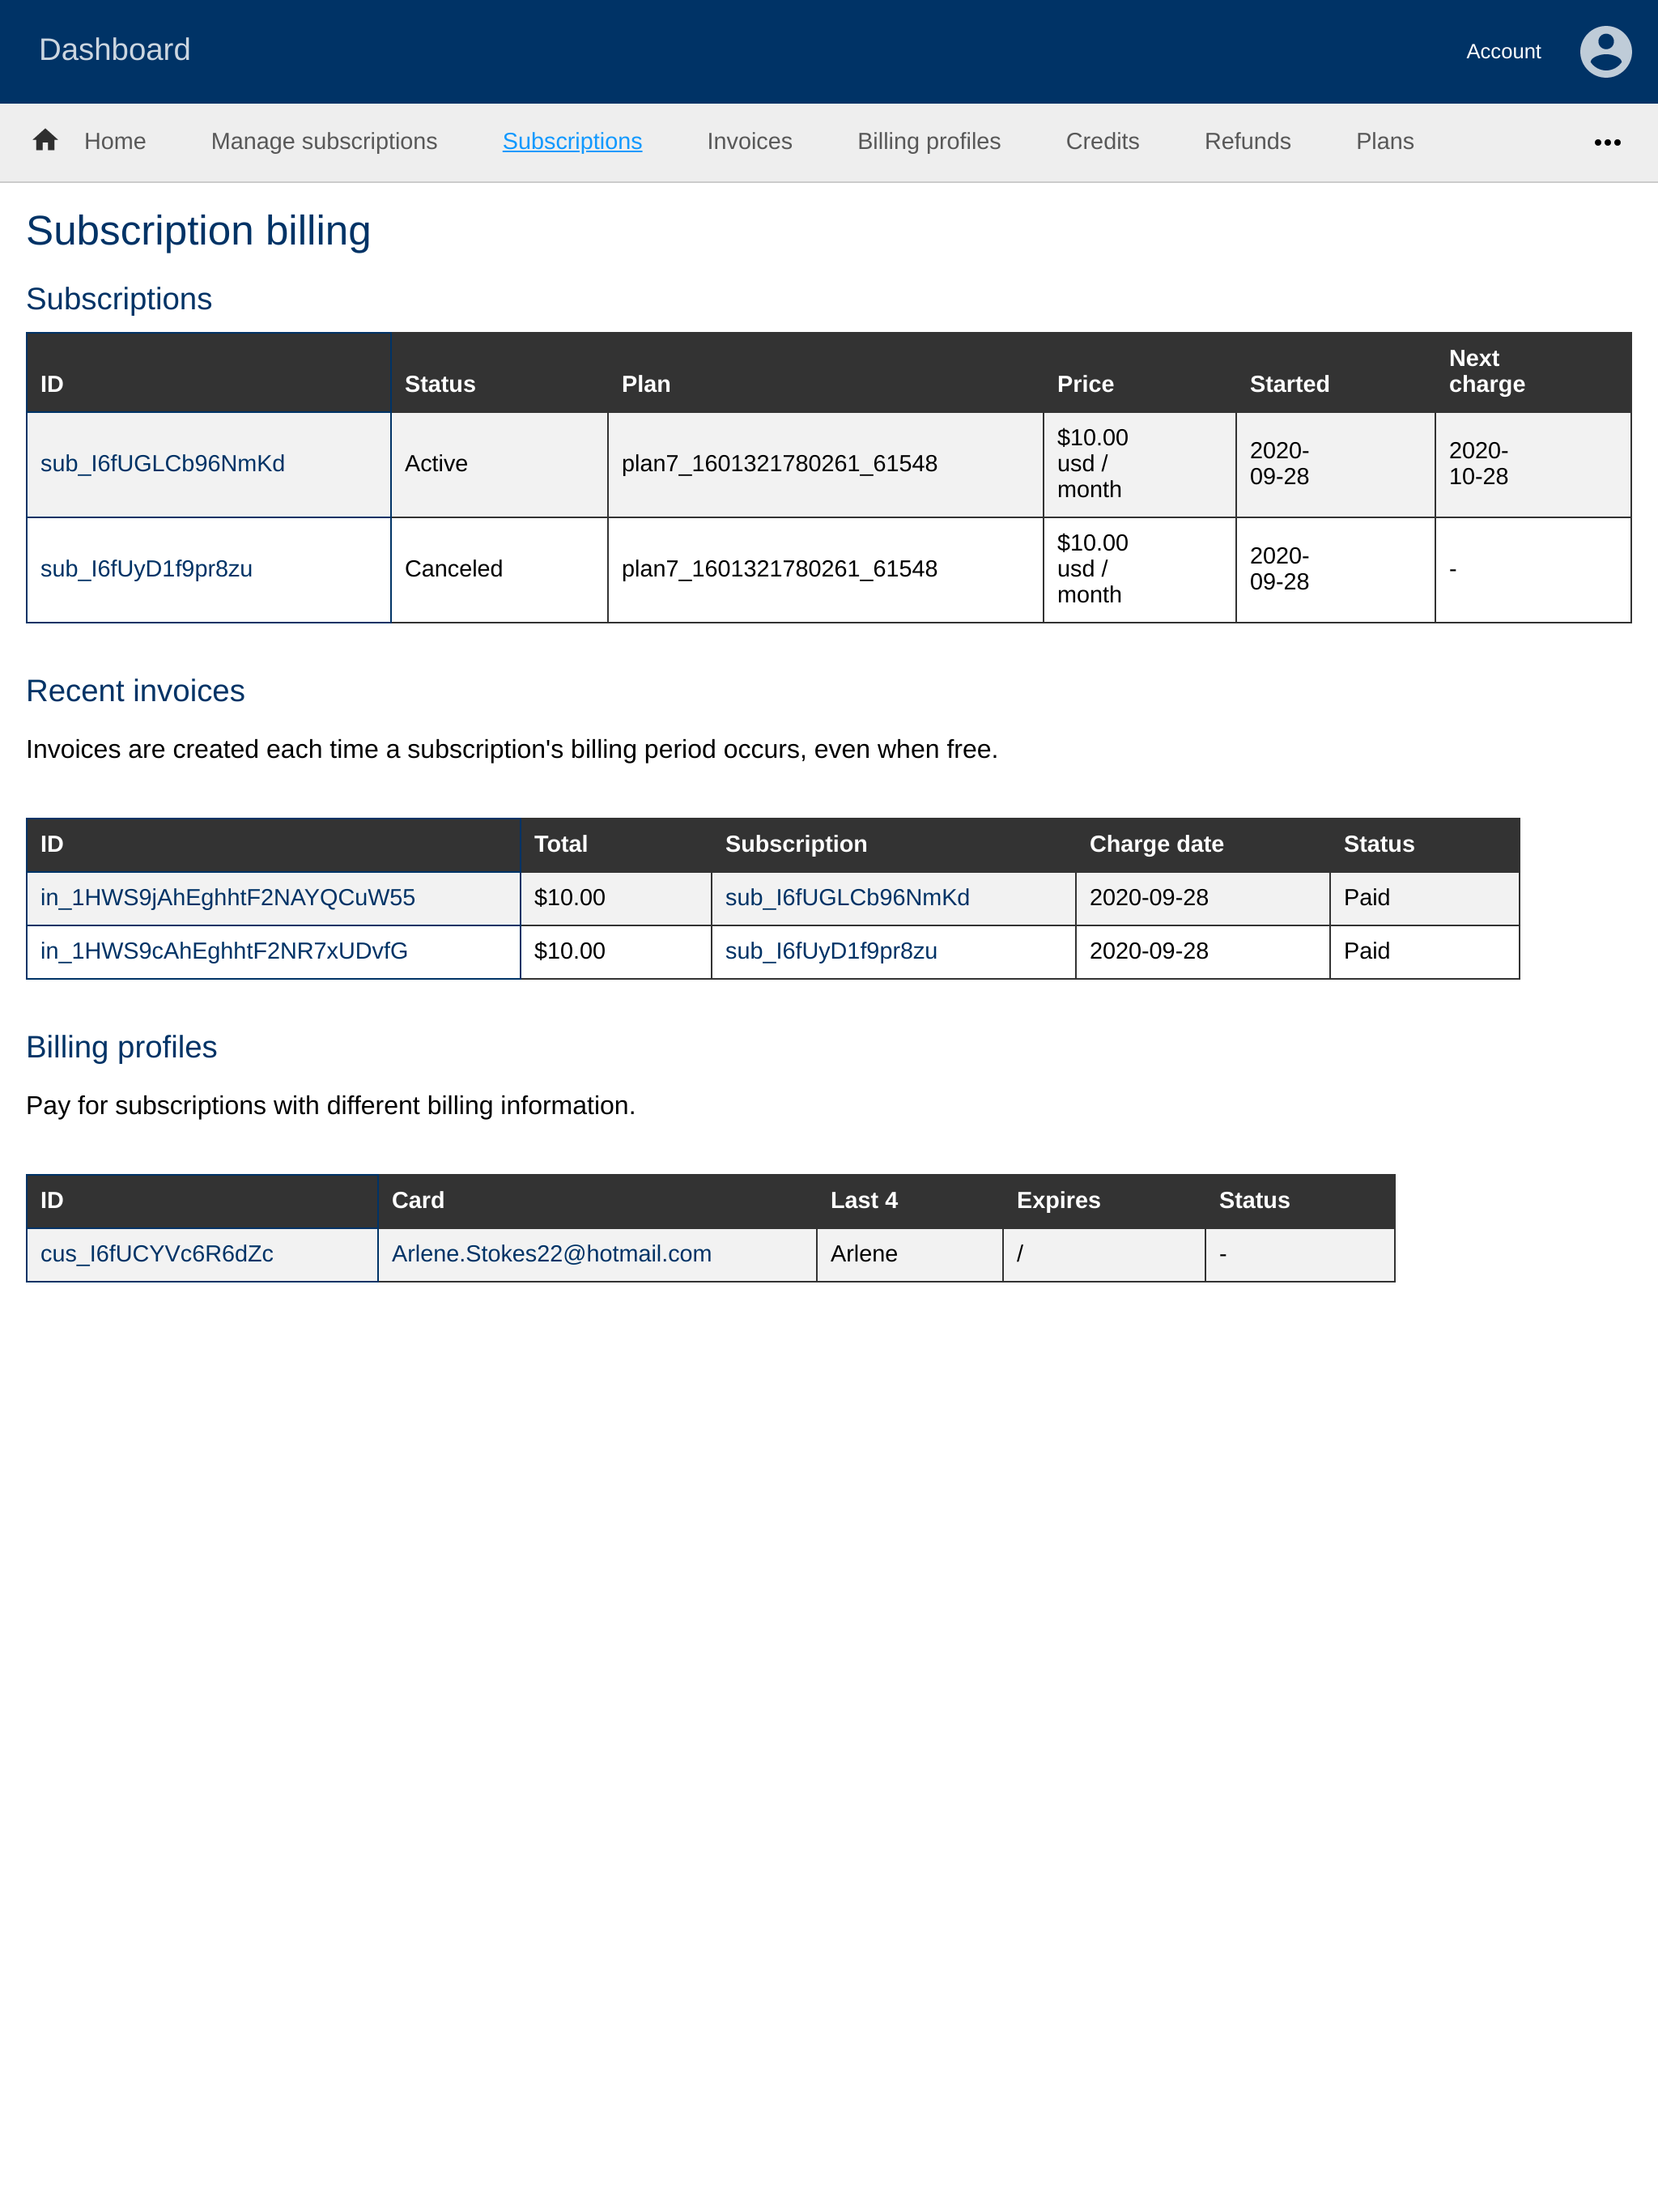 Dashboard
Account
Home Manage subscriptions Subscriptions Invoices Billing profiles Credits Refunds Plans
Subscription billing
Subscriptions
ID Status Plan Price Started Next charge
sub_I6fUGLCb96NmKd Active plan7_1601321780261_61548 $10.00 usd / month 2020-09-28 2020-10-28
sub_I6fUyD1f9pr8zu Canceled plan7_1601321780261_61548 $10.00 usd / month 2020-09-28 -
Recent invoices
Invoices are created each time a subscription's billing period occurs, even when free.
ID Total Subscription Charge date Status
in_1HWS9jAhEghhtF2NAYQCuW55 $10.00 sub_I6fUGLCb96NmKd 2020-09-28 Paid
in_1HWS9cAhEghhtF2NR7xUDvfG $10.00 sub_I6fUyD1f9pr8zu 2020-09-28 Paid
Billing profiles
Pay for subscriptions with different billing information.
ID Card Last 4 Expires Status
cus_I6fUCYVc6R6dZc Arlene.Stokes22@hotmail.com Arlene / -